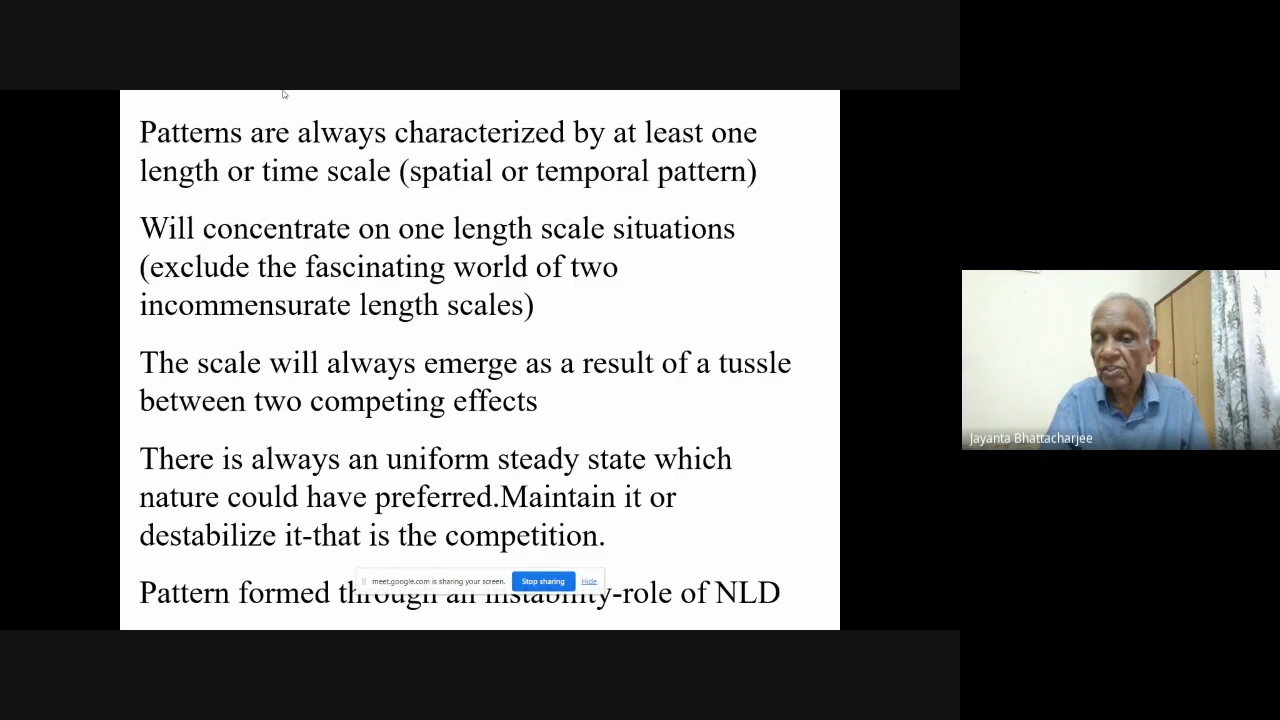 Patterns are always characterized by at least one
length or time scale (spatial or temporal pattern)
Will concentrate on one length scale situations
(exclude the fascinating world of two
incommensurate length scales)
The scale will always emerge as a result of a tussle
between two competing effects
There is always an uniform steady state which
nature could have preferred.Maintain it or
destabilize it-that is the competition.
meet.google.com is sharing your screen. Stop sharing Hide
Pattern formed through an instability-role of NLD
Jayanta Bhattacharjee